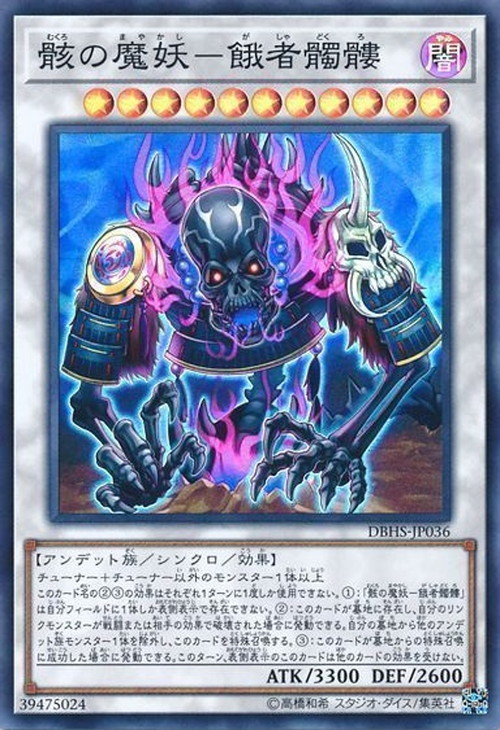 骸の魔妖－餓者髑髏
闇
DBHS-JP036
【アンデット族／シンクロ／効果】
チューナー＋チューナー以外のモンスター１体以上
このカード名の②③の効果はそれぞれ１ターンに１度しか使用できない。①：「骸の魔妖－餓者髑髏」
は自分フィールドに１体しか表側表示で存在できない。②：このカードが墓地に存在し、自分のリン
クモンスターが戦闘または相手の効果で破壊された場合に発動できる。自分の墓地から他のアンデッ
ト族モンスター１体を除外し、このカードを特殊召喚する。③：このカードが墓地からの特殊召喚
に成功した場合に発動できる。このターン、表側表示のこのカードは他のカードの効果を受けない。
ATK/3300 DEF/2600
39475024
©高橋和希 スタジオ・ダイス/集英社